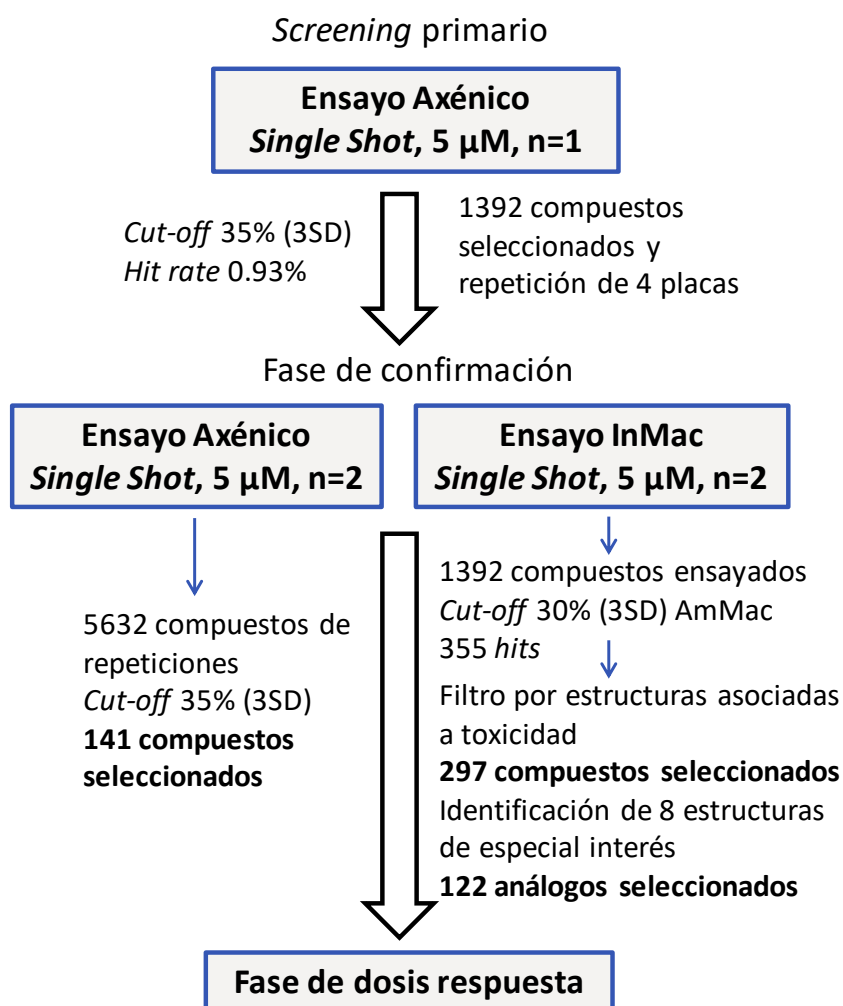 Screening primario
Ensayo Axénico
Single Shot, 5 µM, n=1
Cut-off 35% (3SD)
Hit rate 0.93%
1392 compuestos
seleccionados y
repetición de 4 placas
Fase de confirmación
Ensayo Axénico
Single Shot, 5 µM, n=2
Ensayo InMac
Single Shot, 5 µM, n=2
5632 compuestos de
repeticiones
Cut-off 35% (3SD)
141 compuestos
seleccionados
1392 compuestos ensayados
Cut-off 30% (3SD) AmMac
355 hits
Filtro por estructuras asociadas
a toxicidad
297 compuestos seleccionados
Identificación de 8 estructuras
de especial interés
122 análogos seleccionados
Fase de dosis respuesta